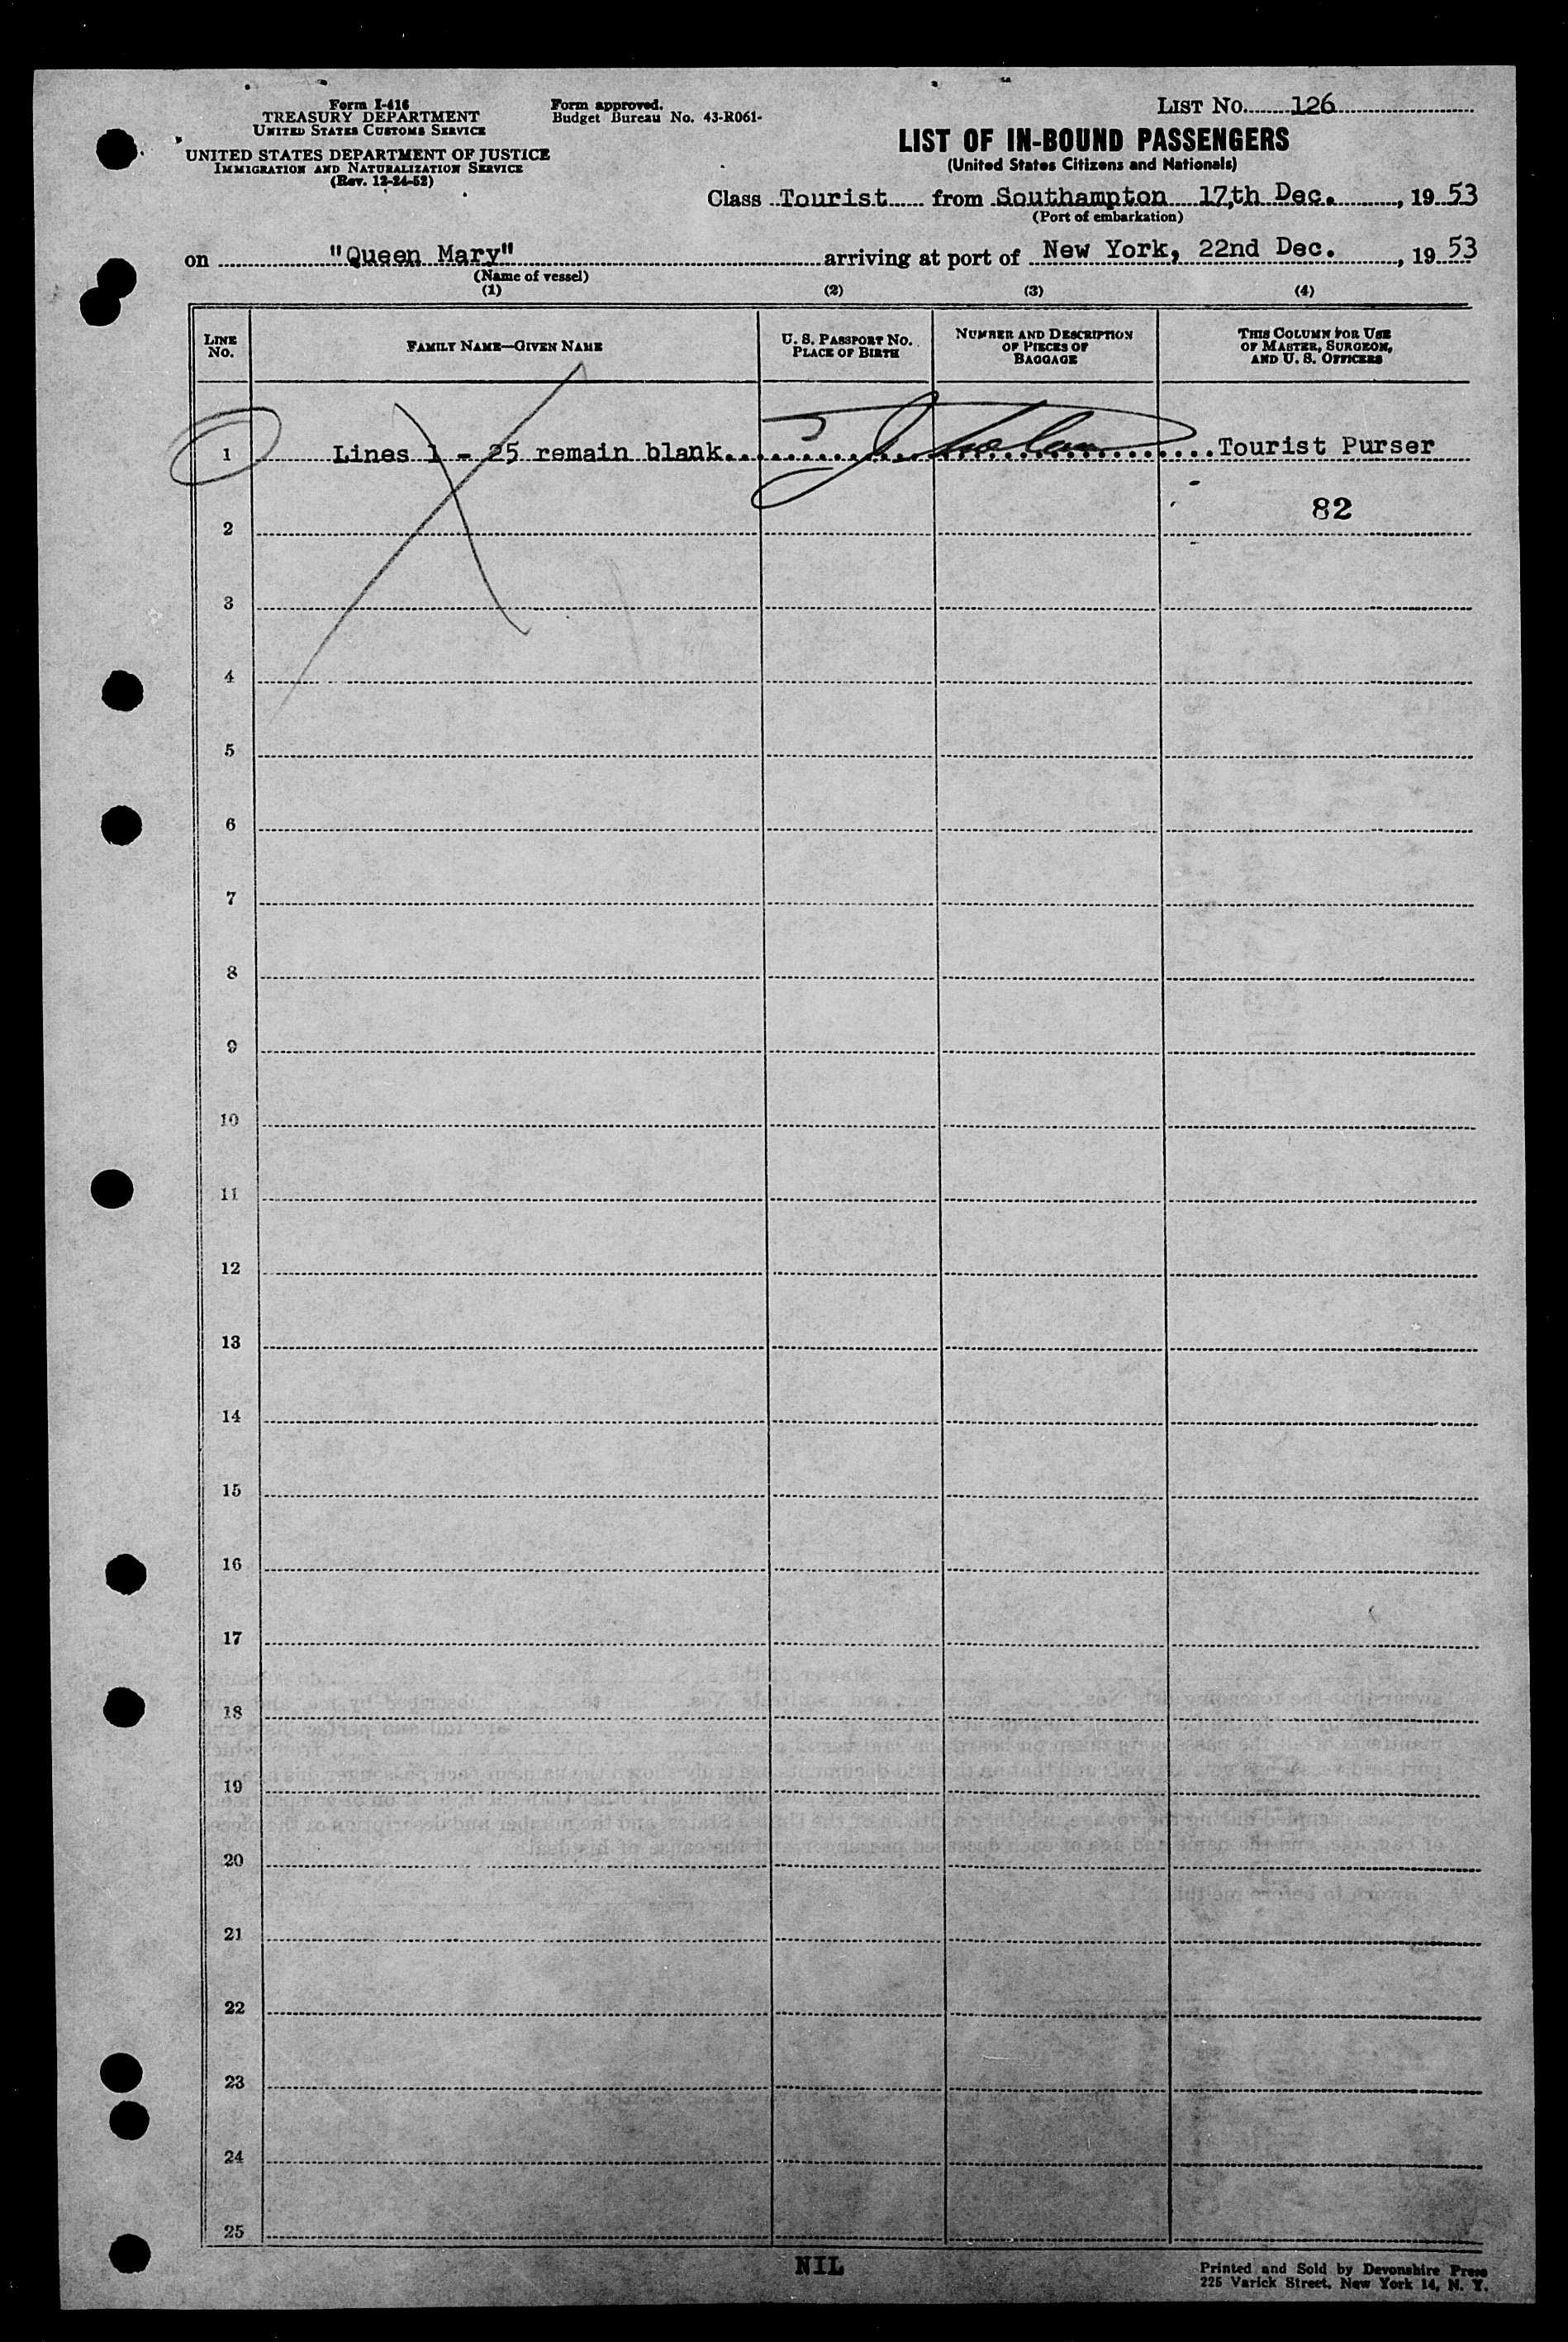 Form I-416
TREASURY DEPARTMENT
UNITED STATES CUSTOMS SERVICE
UNITED STATES DEPARTMENT OF JUSTICE
IMMIGRATION AND NATURALIZATION SERVICE
(Rev. 12-24-52)
Form approved.
Budget Bureau No. 43-R061-
LIST NO. 126
LIST OF IN-BOUND PASSENGERS
(United States Citizens and Nationals)
Class Tourist from Southampton 17,th Dec. , 19 53
(Port of embarkation)
on "Queen Mary" arriving at port of New York, 22nd Dec. , 19 53
(Name of vessel)
(1) (2) (3) (4)
LINE NO.
FAMILY NAME—GIVEN NAME
U. S. PASSPORT NO.
PLACE OF BIRTH
NUMBER AND DESCRIPTION
OF PIECES OF
BAGGAGE
THIS COLUMN FOR USE
OF MASTER, SURGEON,
AND U. S. OFFICERS
1 Lines 1 - 25 remain blank. Tourist Purser
82
2
3
4
5
6
7
8
9
10
11
12
13
14
15
16
17
18
19
20
21
22
23
24
25
NIL
Printed and Sold by Devonshire Press
225 Varick Street, New York 14, N. Y.